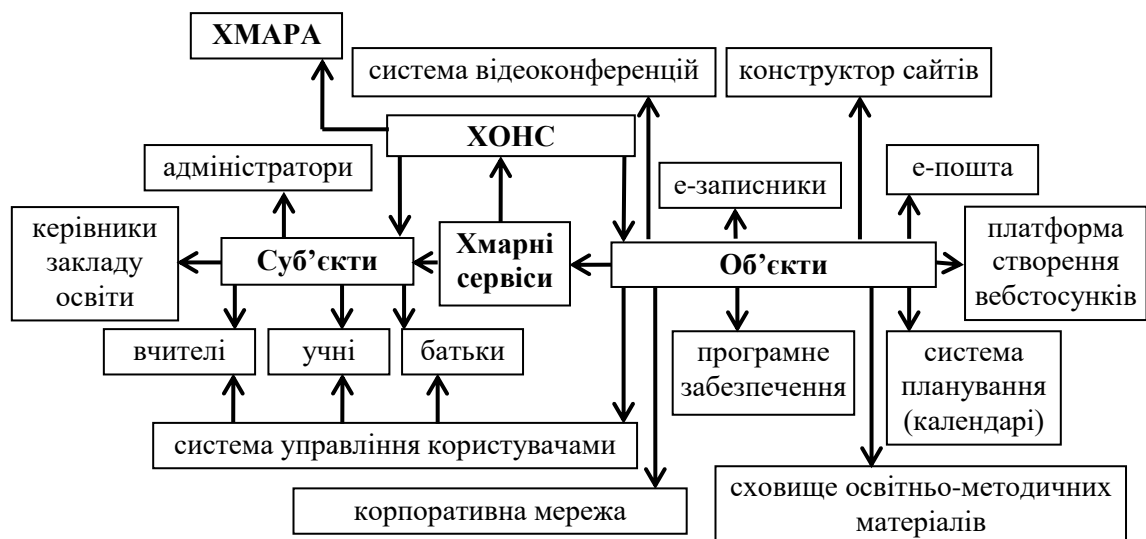 ХМАРА
система відеоконференцій
конструктор сайтів
ХОНС
адміністратори
е-записники
е-пошта
керівники
закладу
освіти
Суб’єкти
Хмарні
сервіси
Об’єкти
платформа
створення
вебстосунків
вчителі
учні
батьки
програмне
забезпечення
система
планування
(календарі)
система управління користувачами
корпоративна мережа
сховище освітньо-методичних
матеріалів